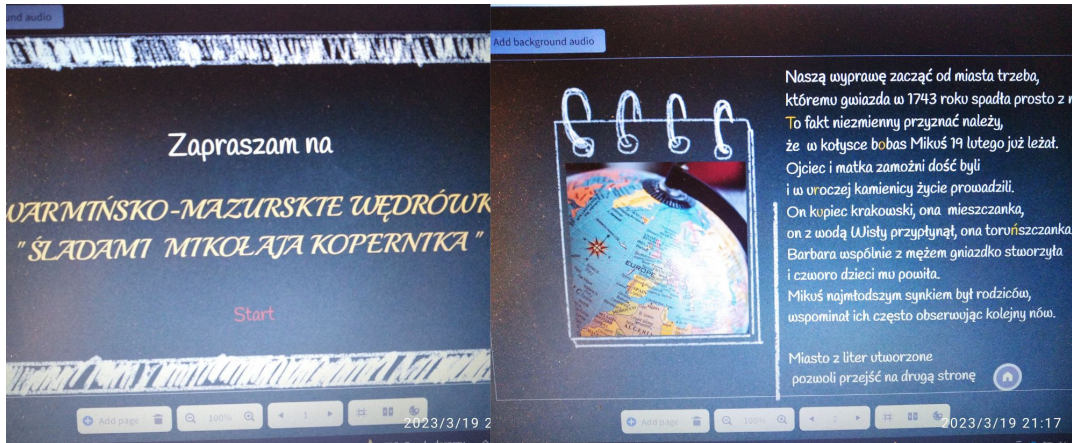 und audio
Zapraszam na
WARMIŃSKO-MAZURSKIE WĘDRÓWK
" ŚLADAMI MIKOŁAJA KOPERNIKA "
Start
Add page
100%
1
2023/3/19 2
Add background audio
Naszą wyprawę zacząć od miasta trzeba,
któremu gwiazda w 1743 roku spadła prosto z n
To fakt niezmienny przyznać należy,
że w kołysce bobas Mikuś 19 lutego już leżał.
Ojciec i matka zamożni dość byli
i w uroczej kamienicy życie prowadzili.
On kupiec krakowski, ona mieszczanka,
on z wodą Wisły przypłynął, ona toruńszczanka.
Barbara wspólnie z mężem gniazdko stworzyła
i czworo dzieci mu powiła.
Mikuś najmłodszym synkiem był rodziców,
wspominał ich często obserwując kolejny nów.
Miasto z liter utworzone
pozwoli przejść na drugą stronę
EUROPE
Add page
100%
2
2023/3/19 21:17